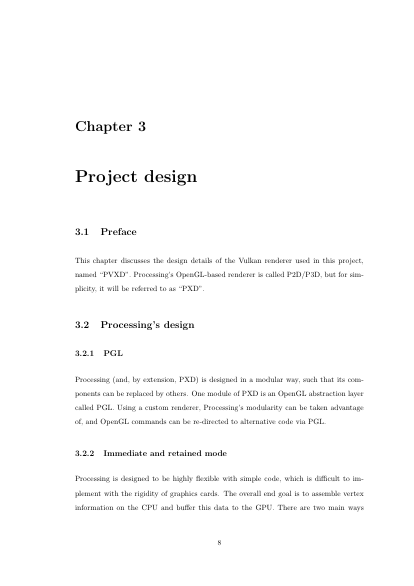 Chapter 3
Project design
3.1 Preface
This chapter discusses the design details of the Vulkan renderer used in this project,
named “PVXD”. Processing’s OpenGL-based renderer is called P2D/P3D, but for sim-
plicity, it will be referred to as “PXD”.
3.2 Processing’s design
3.2.1 PGL
Processing (and, by extension, PXD) is designed in a modular way, such that its com-
ponents can be replaced by others. One module of PXD is an OpenGL abstraction layer
called PGL. Using a custom renderer, Processing’s modularity can be taken advantage
of, and OpenGL commands can be re-directed to alternative code via PGL.
3.2.2 Immediate and retained mode
Processing is designed to be highly flexible with simple code, which is difficult to im-
plement with the rigidity of graphics cards. The overall end goal is to assemble vertex
information on the CPU and buffer this data to the GPU. There are two main ways
8